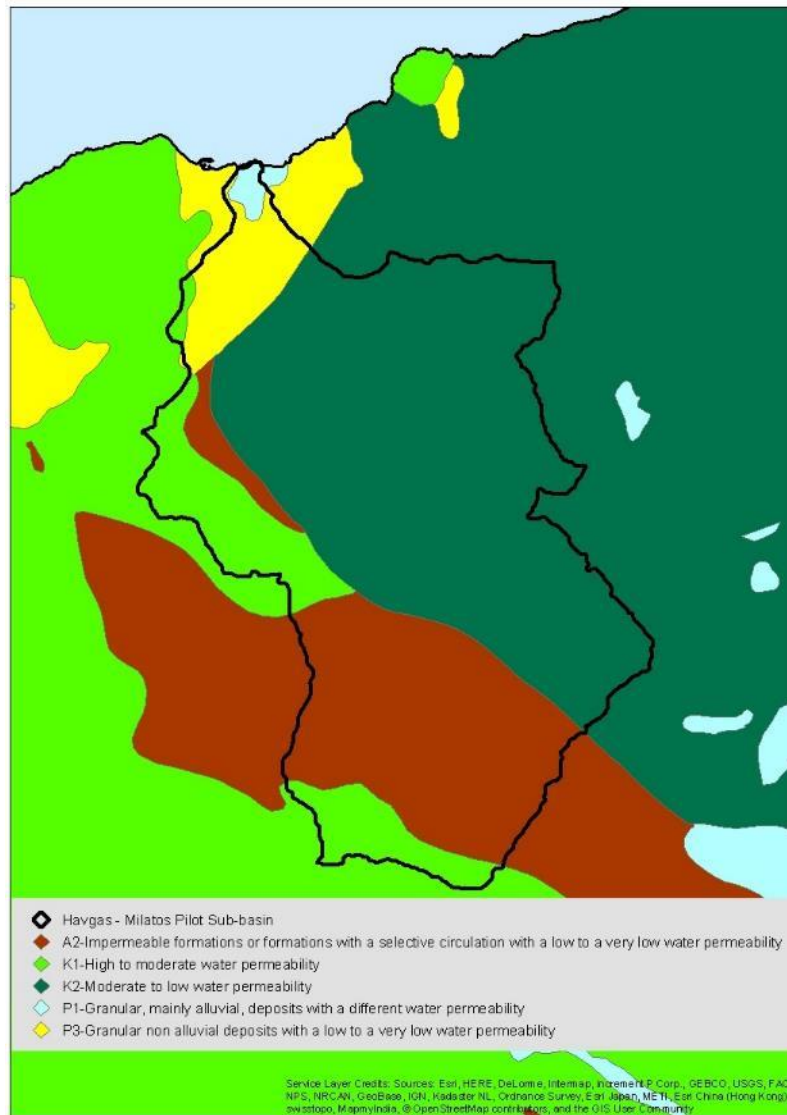 Havgas - Milatos Pilot Sub-basin
A2-Impermeable formations or formations with a selective circulation with a low to a very low water permeability
K1-High to moderate water permeability
K2-Moderate to low water permeability
P1-Granular, mainly alluvial, deposits with a different water permeability
P3-Granular non alluvial deposits with a low to a very low water permeability
Service Layer Credits: Sources: Esri, HERE, DeLorme, Intermap, increment P Corp., GEBCO, USGS, FAO
NPS, NRCAN, GeoBase, IGN, Kadaster NL, Ordnance Survey, Esri Japan, METI, Esri China (Hong Kong)
swisstopo, MapmyIndia, © OpenStreetMap contributors, and the GIS User Community